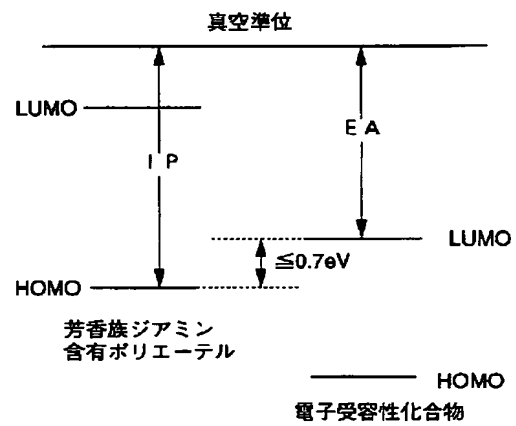 真空準位
LUMO
EA
IP
LUMO
≦0.7eV
HOMO
芳香族ジアミン
含有ポリエーテル
HOMO
電子受容性化合物